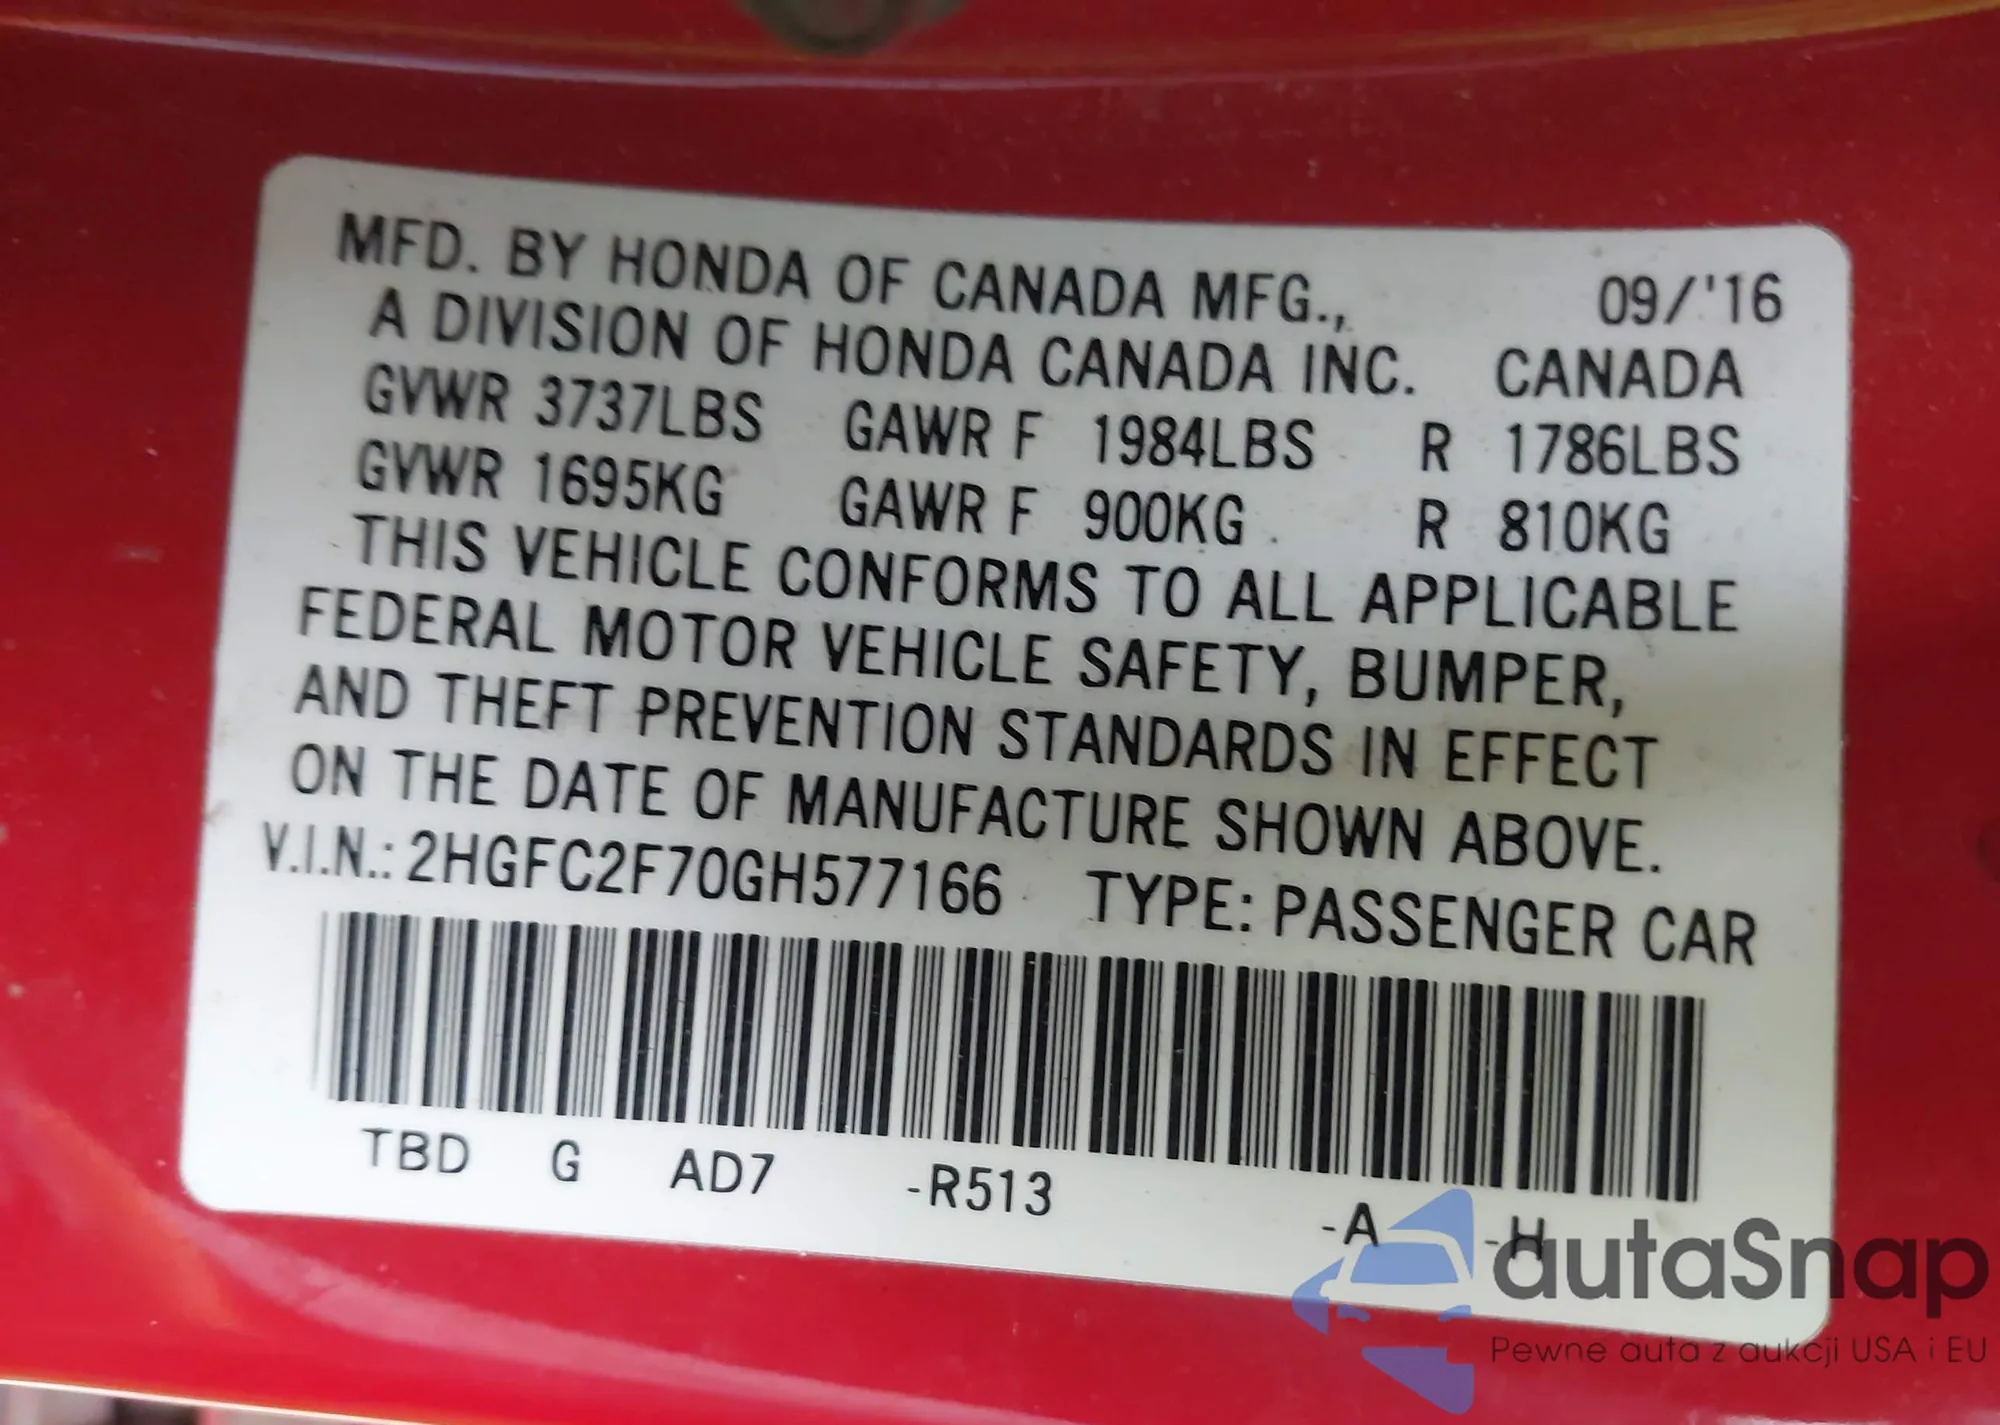 MFD. BY HONDA OF CANADA MFG., 09/'16
A DIVISION OF HONDA CANADA INC. CANADA
GVWR 3737LBS GAWR F 1984LBS R 1786LBS
GVWR 1695KG GAWR F 900KG R 810KG
THIS VEHICLE CONFORMS TO ALL APPLICABLE
FEDERAL MOTOR VEHICLE SAFETY, BUMPER,
AND THEFT PREVENTION STANDARDS IN EFFECT
ON THE DATE OF MANUFACTURE SHOWN ABOVE.
V.I.N.: 2HGFC2F70GH577166 TYPE: PASSENGER CAR
TBD G AD7 -R513 -A -H
autaSnap
Pewne auta z aukcji USA i EU